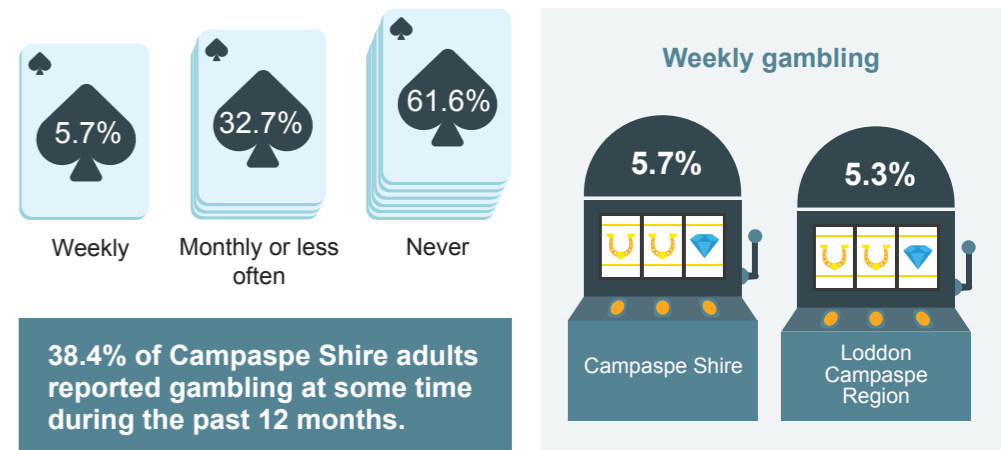 5.7%
32.7%
61.6%
Weekly
Monthly or less
often
Never
38.4% of Campaspe Shire adults
reported gambling at some time
during the past 12 months.
Weekly gambling
5.7%
5.3%
Campaspe Shire
Loddon
Campaspe
Region